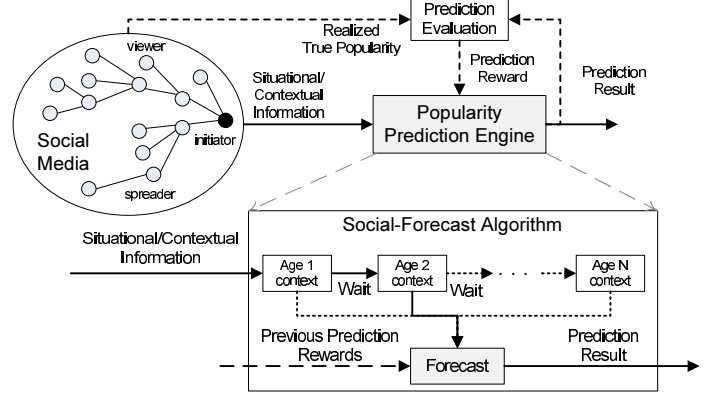 Prediction
Evaluation
viewer
Realized
True Popularity
Prediction
Reward
Situational/
Contextual
Information
Prediction
Result
Popularity
Prediction Engine
Social
Media
initiator
spreader
Social-Forecast Algorithm
Situational/Contextual
Information
Age 1
context
Wait
Age 2
context
Wait
. . .
Age N
context
Previous Prediction
Rewards
Forecast
Prediction
Result